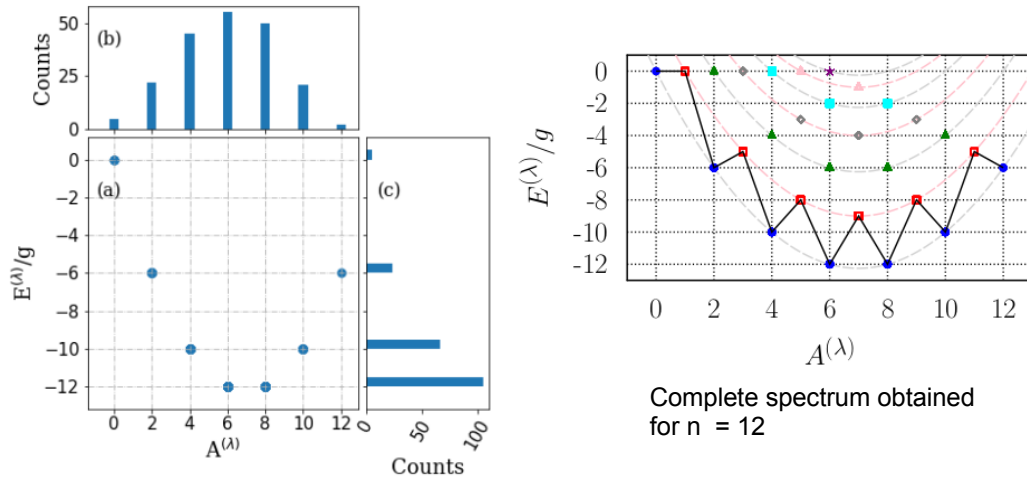 50
25
0
Counts
(b)
0
−2
−4
−6
−8
−10
−12
E(λ)/g
(a)
0 2 4 6 8 10 12
A(λ)
(c)
0 50 100
Counts
0
-2
-4
-6
-8
-10
-12
E(λ)/g
0 2 4 6 8 10 12
A(λ)
Complete spectrum obtained
for n = 12